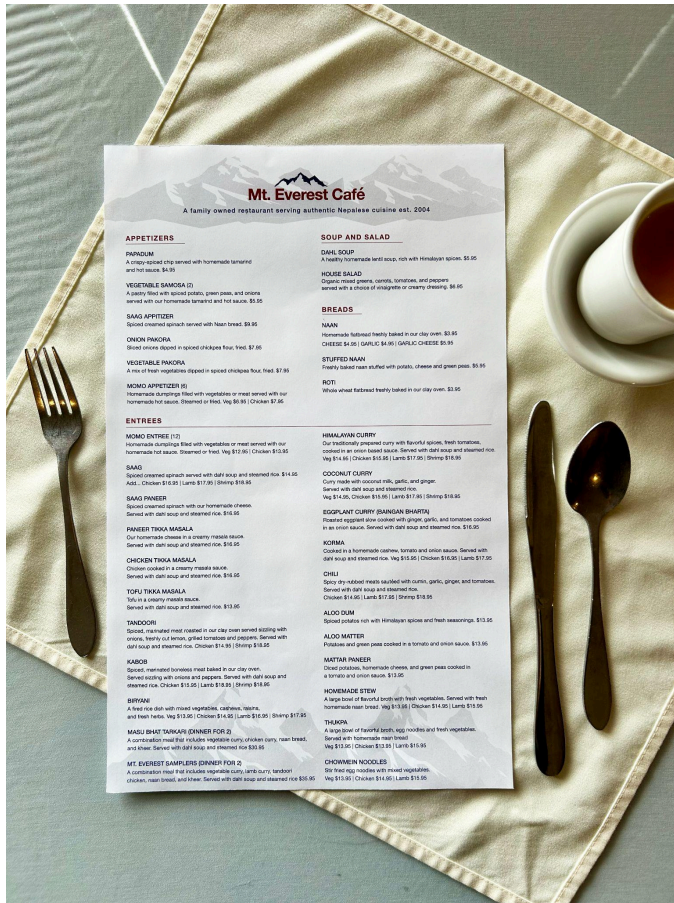 Mt. Everest Café
A family owned restaurant serving authentic Nepalese cuisine est. 2004
APPETIZERS
PAPADUM
A crispy-spiced chip served with homemade tamarind
and hot sauce. $4.95
VEGETABLE SAMOSA (2)
A pastry filled with spiced potato, green peas, and onions
served with our homemade tamarind and hot sauce. $5.95
SAAG APPITIZER
Spiced creamed spinach served with Naan bread. $9.95
ONION PAKORA
Sliced onions dipped in spiced chickpea flour, fried. $7.95
VEGETABLE PAKORA
A mix of fresh vegetables dipped in spiced chickpea flour, fried. $7.95
MOMO APPETIZER (6)
Homemade dumplings filled with vegetables or meat served with our
homemade hot sauce. Steamed or fried. Veg $6.95 | Chicken $7.95
SOUP AND SALAD
DAHL SOUP
A healthy homemade lentil soup, rich with Himalayan spices. $5.95
HOUSE SALAD
Organic mixed greens, carrots, tomatoes, and peppers
served with a choice of vinaigrette or creamy dressing. $6.95
BREADS
NAAN
Homemade flatbread freshly baked in our clay oven. $3.95
CHEESE $4.95 | GARLIC $4.95 | GARLIC CHEESE $5.95
STUFFED NAAN
Freshly baked naan stuffed with potato, cheese and green peas. $5.95
ROTI
Whole wheat flatbread freshly baked in our clay oven. $3.95
ENTREES
MOMO ENTREE (12)
Homemade dumplings filled with vegetables or meat served with our
homemade hot sauce. Steamed or fried. Veg $12.95 | Chicken $13.95
SAAG
Spiced creamed spinach served with dahl soup and steamed rice. $14.95
Add... Chicken $16.95 | Lamb $17.95 | Shrimp $18.95
SAAG PANEER
Spiced creamed spinach with our homemade cheese.
Served with dahl soup and steamed rice. $16.95
PANEER TIKKA MASALA
Our homemade cheese in a creamy masala sauce.
Served with dahl soup and steamed rice. $16.95
CHICKEN TIKKA MASALA
Chicken cooked in a creamy masala sauce.
Served with dahl soup and steamed rice. $16.95
TOFU TIKKA MASALA
Tofu in a creamy masala sauce.
Served with dahl soup and steamed rice. $13.95
TANDOORI
Spiced, marinated meat roasted in our clay oven served sizzling with
onions, freshly cut lemon, grilled tomatoes and peppers. Served with
dahl soup and steamed rice. Chicken $14.95 | Shrimp $18.95
KABOB
Spiced, marinated boneless meat baked in our clay oven.
Served sizzling with onions and peppers. Served with dahl soup and
steamed rice. Chicken $15.95 | Lamb $18.95 | Shrimp $18.95
BIRYANI
A fired rice dish with mixed vegetables, cashews, raisins,
and fresh herbs. Veg $13.95 | Chicken $14.95 | Lamb $16.95 | Shrimp $17.95
MASU BHAT TARKARI (DINNER FOR 2)
A combination meal that includes vegetable curry, chicken curry, naan bread,
and kheer. Served with dahl soup and steamed rice $30.95
MT. EVEREST SAMPLERS (DINNER FOR 2)
A combination meal that includes vegetable curry, lamb curry, tandoori
chicken, naan bread, and kheer. Served with dahl soup and steamed rice $35.95
HIMALAYAN CURRY
Our traditionally prepared curry with flavorful spices, fresh tomatoes,
cooked in an onion based sauce. Served with dahl soup and steamed rice.
Veg $14.95 | Chicken $15.95 | Lamb $17.95 | Shrimp $18.95
COCONUT CURRY
Curry made with coconut milk, garlic, and ginger.
Served with dahl soup and steamed rice.
Veg $14.95, Chicken $15.95 | Lamb $17.95 | Shrimp $18.95
EGGPLANT CURRY (BAINGAN BHARTA)
Roasted eggplant slow cooked with ginger, garlic, and tomatoes cooked
in an onion sauce. Served with dahl soup and steamed rice. $16.95
KORMA
Cooked in a homemade cashew, tomato and onion sauce. Served with
dahl soup and steamed rice. Veg $15.95 | Chicken $16.95 | Lamb $17.95
CHILI
Spicy dry-rubbed meats sautéed with cumin, garlic, ginger, and tomatoes.
Served with dahl soup and steamed rice.
Chicken $14.95 | Lamb $17.95 | Shrimp $18.95
ALOO DUM
Spiced potatos rich with Himalayan spices and fresh seasonings. $13.95
ALOO MATTER
Potatoes and green peas cooked in a tomato and onion sauce. $13.95
MATTAR PANEER
Diced potatoes, homemade cheese, and green peas cooked in
a tomato and onion sauce. $13.95
HOMEMADE STEW
A large bowl of flavorful broth with fresh vegetables. Served with fresh
homemade naan bread. Veg $13.95 | Chicken $14.95 | Lamb $15.95
THUKPA
A large bowl of flavorful broth, egg noodles and fresh vegetables.
Served with homemade naan bread
Veg $13.95 | Chicken $13.95 | Lamb $15.95
CHOWMEIN NOODLES
Stir fried egg noodles with mixed vegetables.
Veg $13.95 | Chicken $14.95 | Lamb $15.95